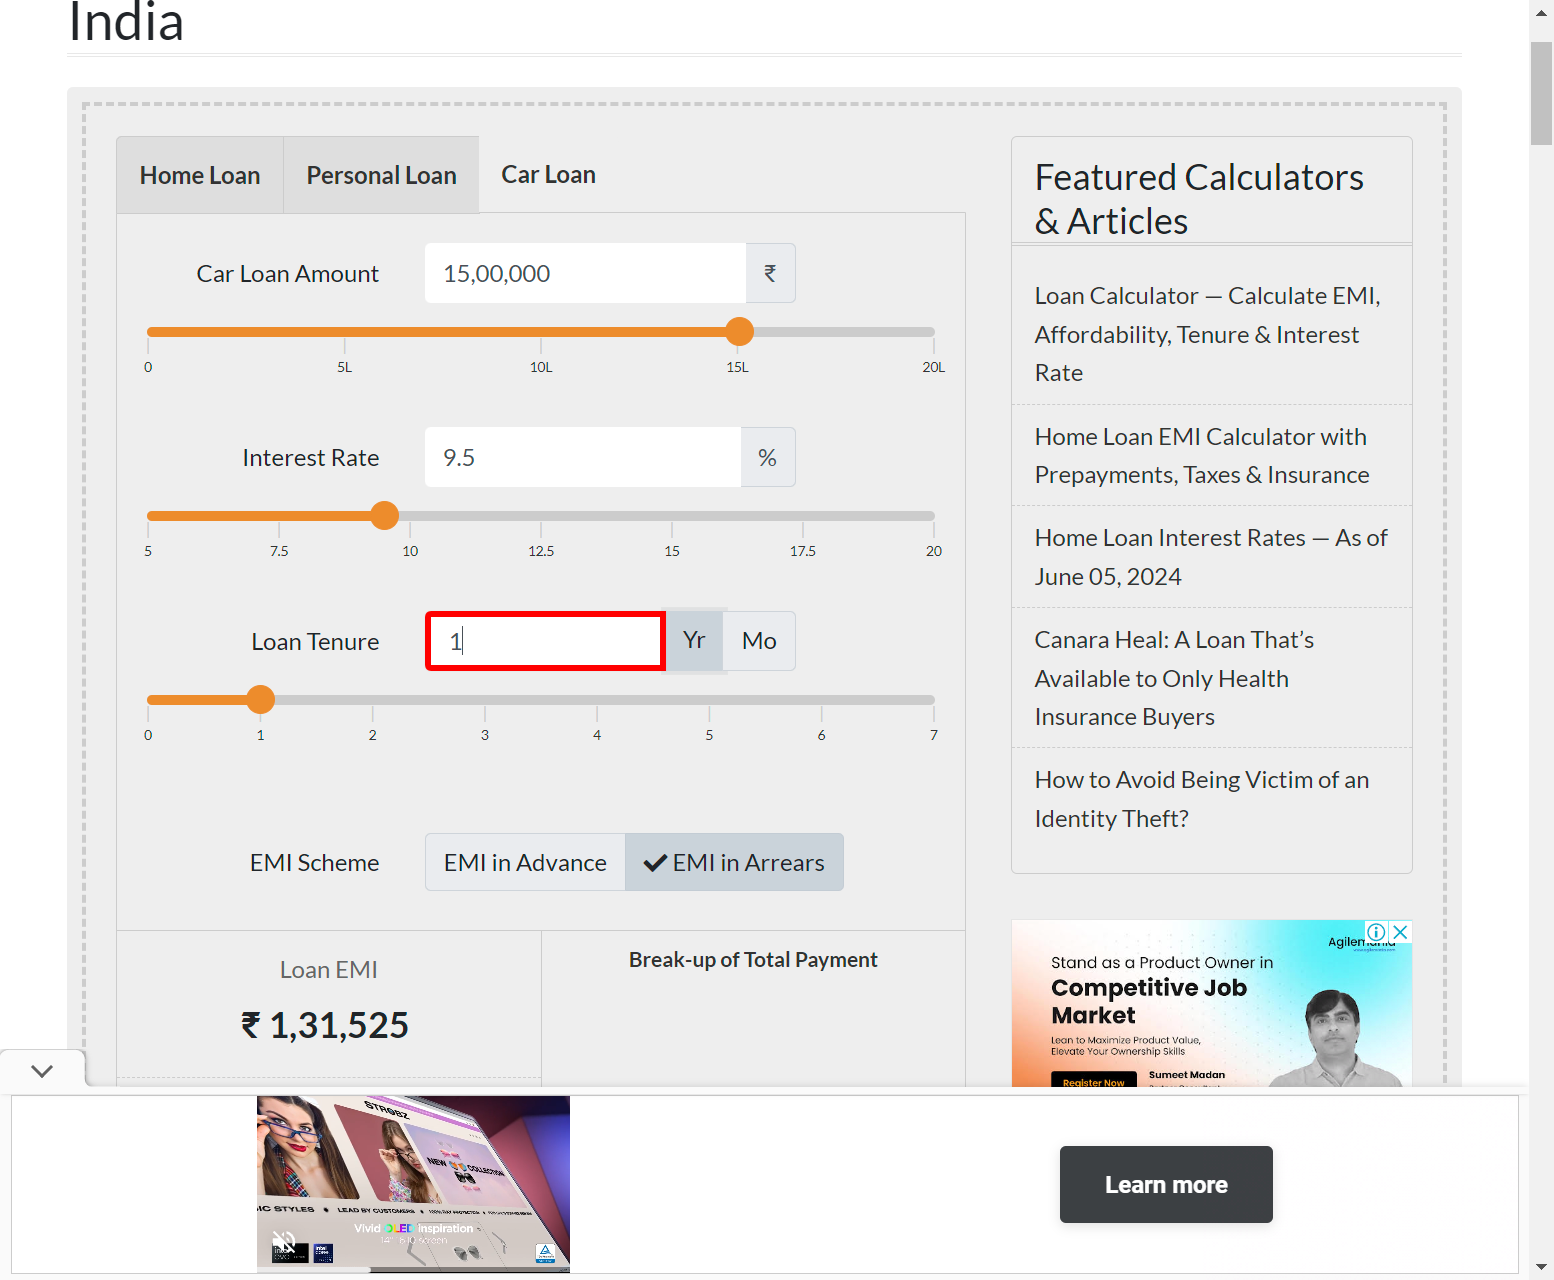 India
Home Loan
Personal Loan
Car Loan
Car Loan Amount
15,00,000
₹
0
5L
10L
15L
20L
Interest Rate
9.5
%
5
7.5
10
12.5
15
17.5
20
Loan Tenure
1
Yr
Mo
0
1
2
3
4
5
6
7
EMI Scheme
EMI in Advance
EMI in Arrears
Loan EMI
₹ 1,31,525
Break-up of Total Payment
Featured Calculators
& Articles
Loan Calculator — Calculate EMI,
Affordability, Tenure & Interest
Rate
Home Loan EMI Calculator with
Prepayments, Taxes & Insurance
Home Loan Interest Rates — As of
June 05, 2024
Canara Heal: A Loan That’s
Available to Only Health
Insurance Buyers
How to Avoid Being Victim of an
Identity Theft?
Stand as a Product Owner in
Competitive Job
Market
Lean to Maximize Product Value,
Elevate Your Ownership Skills
Register Now
Sumeet Madan
STROBZ
NEW
COLLECTION
IC STYLES
LEAD BY CUSTOMERS
Vivid OLED Inspiration
14" 16:10 screen
Learn more